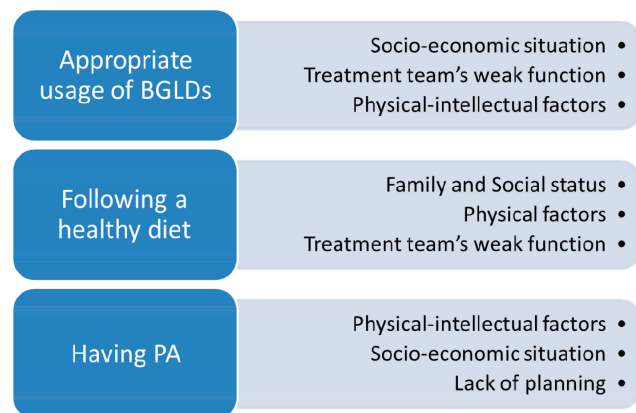 Appropriate
usage of BGLDs
Socio-economic situation •
Treatment team's weak function •
Physical-intellectual factors •
Following a
healthy diet
Family and Social status •
Physical factors •
Treatment team's weak function •
Having PA
Physical-intellectual factors •
Socio-economic situation •
Lack of planning •